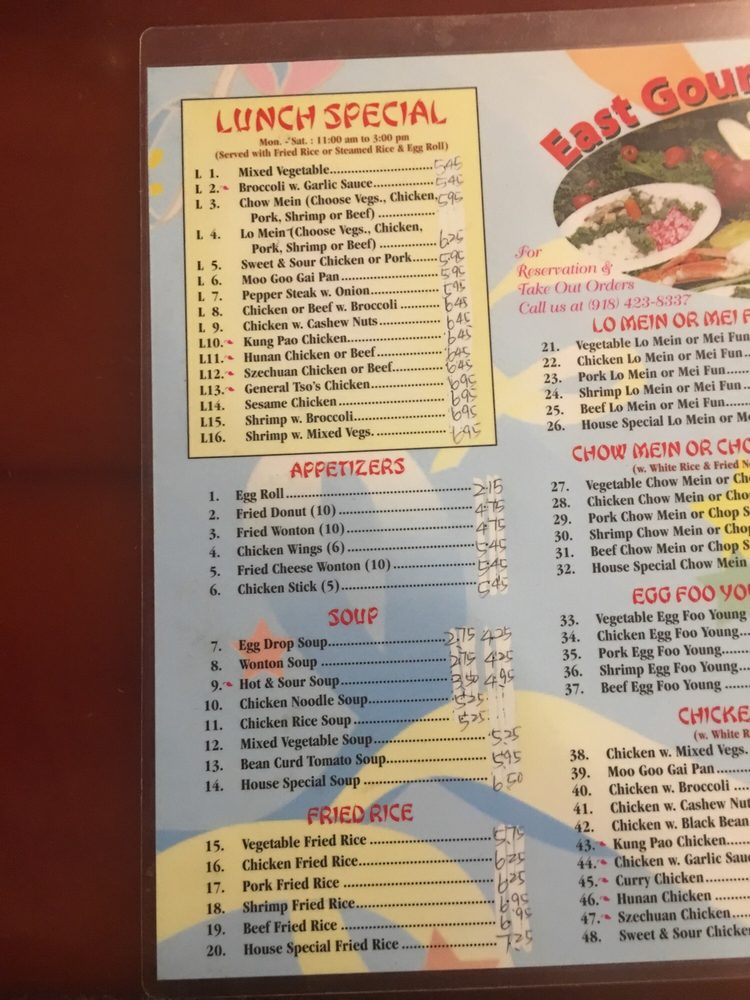 LUNCH SPECIAL
Mon. - Sat. : 11:00 am to 3:00 pm
(Served with Fried Rice or Steamed Rice & Egg Roll)
L 1. Mixed Vegetable 5.45
L 2. Broccoli w. Garlic Sauce 5.45
L 3. Chow Mein (Choose Vegs., Chicken, 5.95
Pork, Shrimp or Beef)
L 4. Lo Mein (Choose Vegs., Chicken,
Pork, Shrimp or Beef) 6.25
L 5. Sweet & Sour Chicken or Pork 5.95
L 6. Moo Goo Gai Pan 5.95
L 7. Pepper Steak w. Onion 5.95
L 8. Chicken or Beef w. Broccoli 6.45
L 9. Chicken w. Cashew Nuts 6.45
L10. Kung Pao Chicken 6.45
L11. Hunan Chicken or Beef 6.45
L12. Szechuan Chicken or Beef 6.45
L13. General Tso's Chicken 6.95
L14. Sesame Chicken 6.95
L15. Shrimp w. Broccoli 6.95
L16. Shrimp w. Mixed Vegs. 6.95
APPETIZERS
1. Egg Roll 2.15
2. Fried Donut (10) 4.75
3. Fried Wonton (10) 4.75
4. Chicken Wings (6) 5.45
5. Fried Cheese Wonton (10) 5.45
6. Chicken Stick (5) 5.45
SOUP
7. Egg Drop Soup 2.75 4.25
8. Wonton Soup 2.75 4.25
9. Hot & Sour Soup 3.50 4.95
10. Chicken Noodle Soup 5.25
11. Chicken Rice Soup 5.25
12. Mixed Vegetable Soup 5.25
13. Bean Curd Tomato Soup 5.95
14. House Special Soup 6.50
FRIED RICE
15. Vegetable Fried Rice 5.75
16. Chicken Fried Rice 6.25
17. Pork Fried Rice 6.25
18. Shrimp Fried Rice 6.95
19. Beef Fried Rice 6.95
20. House Special Fried Rice 7.25
East Gour
For
Reservation &
Take Out Orders
Call us at (918) 423-8337
LO MEIN OR MEI F
21. Vegetable Lo Mein or Mei Fun
22. Chicken Lo Mein or Mei Fun
23. Pork Lo Mein or Mei Fun
24. Shrimp Lo Mein or Mei Fun
25. Beef Lo Mein or Mei Fun
26. House Special Lo Mein or Me
CHOW MEIN OR CHO
(w. White Rice & Fried No
27. Vegetable Chow Mein or Cho
28. Chicken Chow Mein or Chop
29. Pork Chow Mein or Chop S
30. Shrimp Chow Mein or Chop
31. Beef Chow Mein or Chop S
32. House Special Chow Mein
EGG FOO YO
33. Vegetable Egg Foo Young
34. Chicken Egg Foo Young
35. Pork Egg Foo Young
36. Shrimp Egg Foo Young
37. Beef Egg Foo Young
CHICKE
(w. White R
38. Chicken w. Mixed Vegs.
39. Moo Goo Gai Pan
40. Chicken w. Broccoli
41. Chicken w. Cashew Nut
42. Chicken w. Black Bean
43. Kung Pao Chicken
44. Chicken w. Garlic Sauc
45. Curry Chicken
46. Hunan Chicken
47. Szechuan Chicken
48. Sweet & Sour Chicke